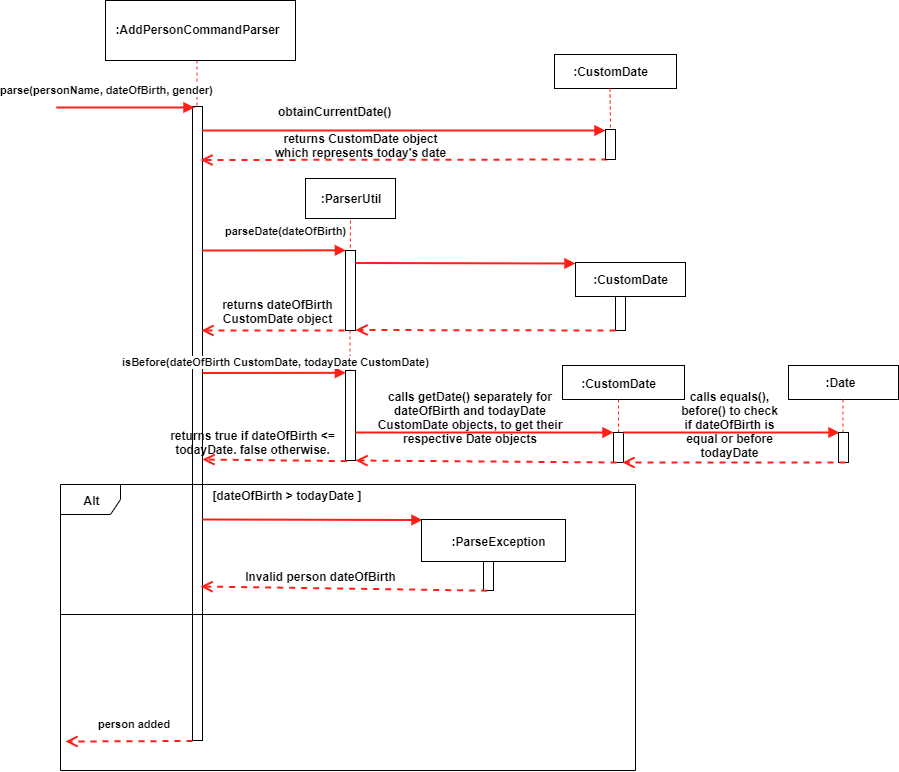 :AddPersonCommandParser
:CustomDate
parse(personName, dateOfBirth, gender)
obtainCurrentDate()
returns CustomDate object
which represents today's date
:ParserUtil
parseDate(dateOfBirth)
:CustomDate
returns dateOfBirth
CustomDate object
isBefore(dateOfBirth CustomDate, todayDate CustomDate)
:CustomDate
:Date
calls getDate() separately for
dateOfBirth and todayDate
CustomDate objects, to get their
respective Date objects
calls equals(),
before() to check
if dateOfBirth is
equal or before
todayDate
returns true if dateOfBirth <=
todayDate. false otherwise.
Alt
[dateOfBirth > todayDate ]
:ParseException
Invalid person dateOfBirth
person added